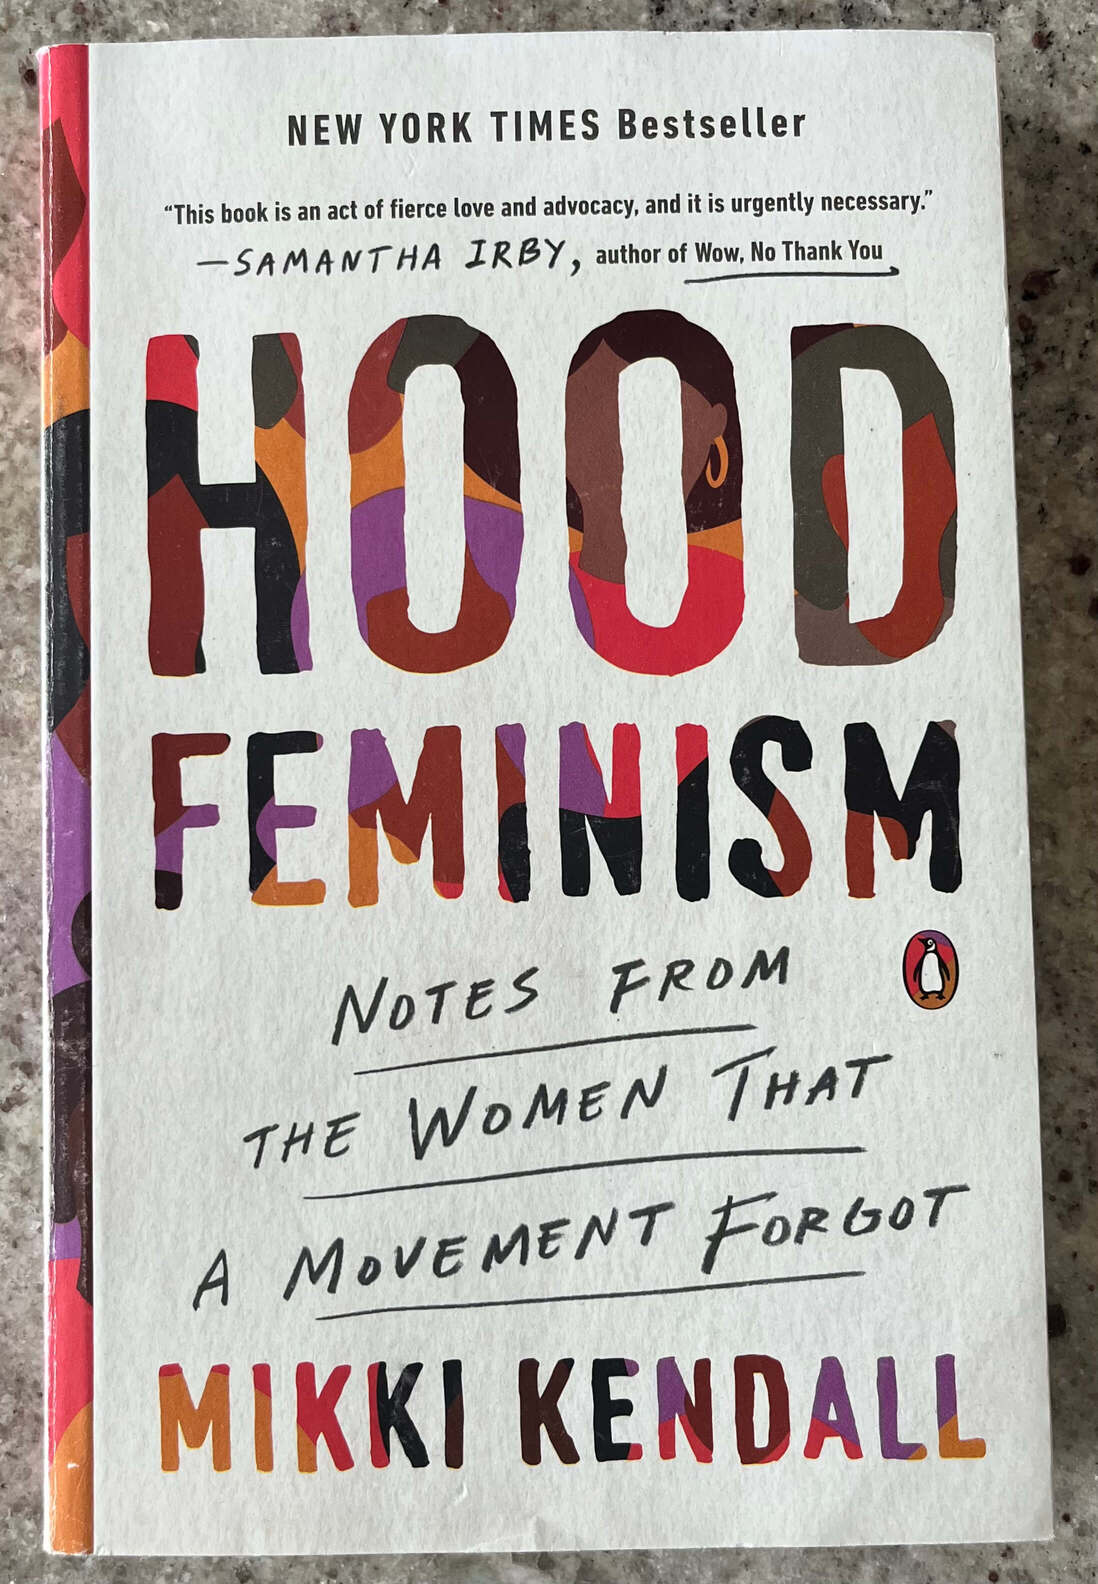 NEW YORK TIMES Bestseller
“This book is an act of fierce love and advocacy, and it is urgently necessary.”
—SAMANTHA IRBY, author of Wow, No Thank You
HOOD
FEMINISM
NOTES FROM
THE WOMEN THAT
A MOVEMENT FORGOT
MIKKI KENDALL